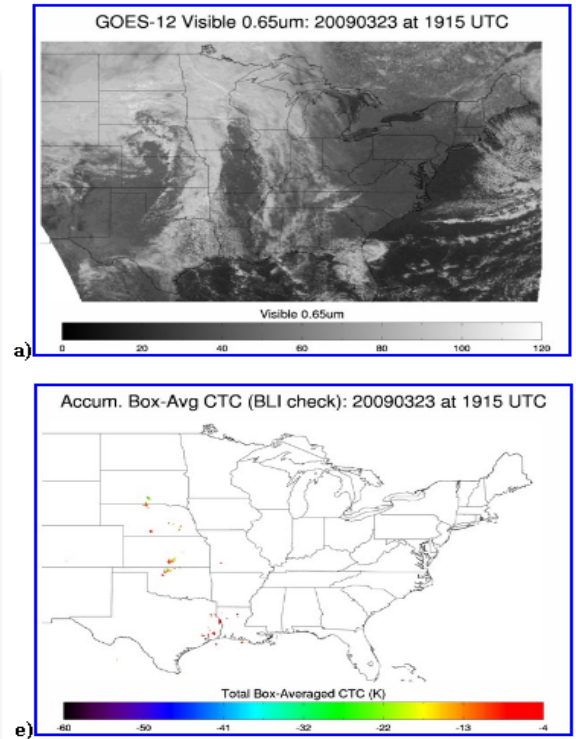 GOES-12 Visible 0.65um: 20090323 at 1915 UTC
Visible 0.65um
0 20 40 60 80 100 120
a)
Accum. Box-Avg CTC (BLI check): 20090323 at 1915 UTC
Total Box-Averaged CTC (K)
-60 -50 -41 -32 -22 -13 -4
e)